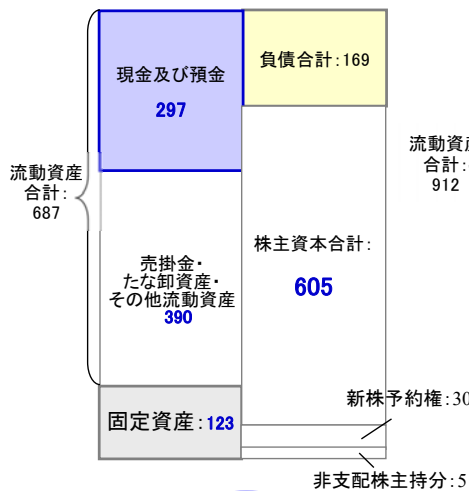 現金及び預金
297
負債合計:169
流動資産
合計:
687
流動資産
合計:
912
株主資本合計:
605
売掛金・
たな卸資産・
その他流動資産
390
固定資産:123
新株予約権:30
非支配株主持分:5